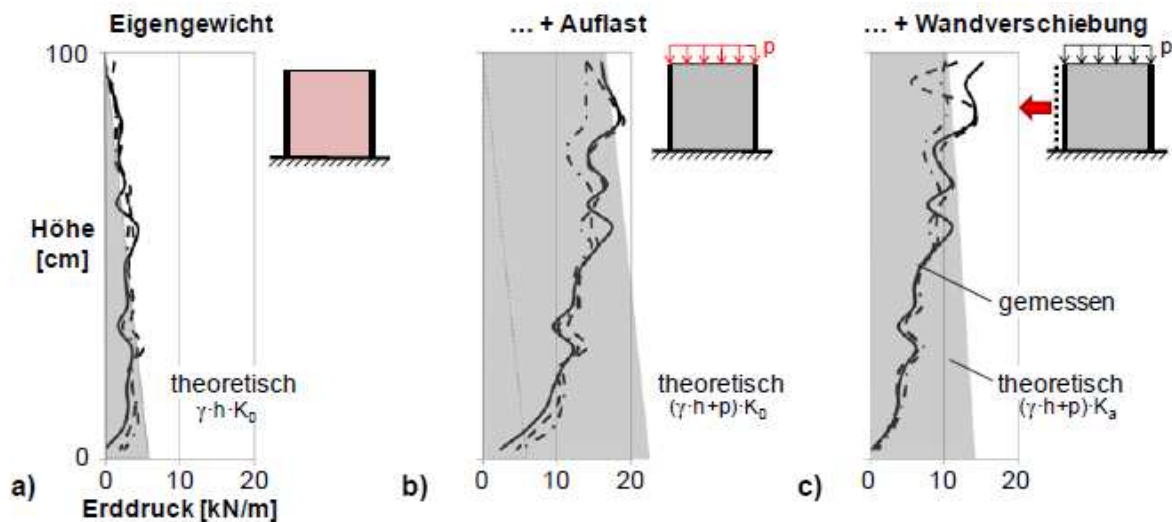 Eigengewicht
... + Auflast
... + Wandverschiebung
100
p
p
Höhe
[cm]
gemessen
theoretisch
γ·h·K₀
theoretisch
(γ·h+p)·K₀
theoretisch
(γ·h+p)·Kₐ
0
a)
0 10 20
b)
0 10 20
c)
0 10 20
Erddruck [kN/m]